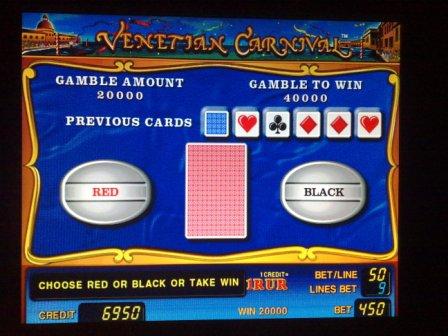 VENETIAN CARNIVAL™
GAMBLE AMOUNT
20000
GAMBLE TO WIN
40000
PREVIOUS CARDS
RED
BLACK
CHOOSE RED OR BLACK OR TAKE WIN
1 CREDIT=
1RUR
BET/LINE 50
LINES BET 9
CREDIT 6950
WIN 20000
BET 450